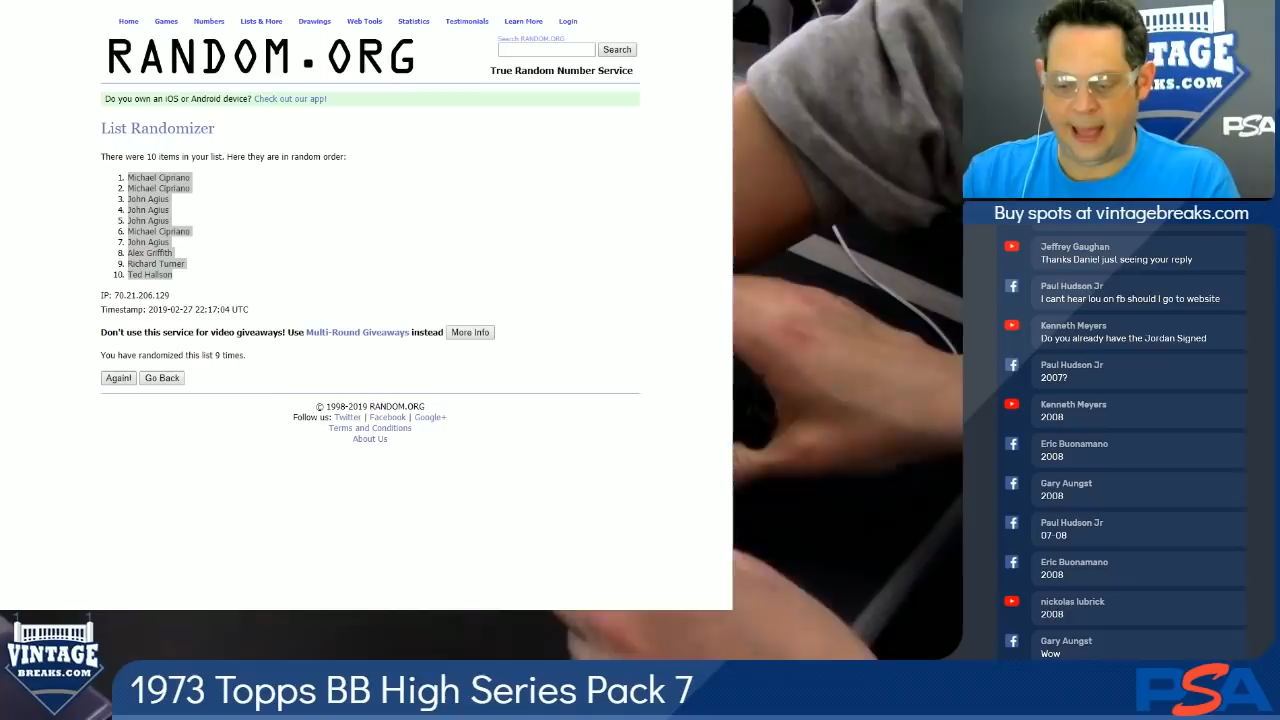 Home Games Numbers Lists & More Drawings Web Tools Statistics Testimonials Learn More Login
RANDOM.ORG
Search RANDOM.ORG
Search
True Random Number Service
Do you own an iOS or Android device? Check out our app!
List Randomizer
There were 10 items in your list. Here they are in random order:
1. Michael Cipriano
2. Michael Cipriano
3. John Agius
4. John Agius
5. John Agius
6. Michael Cipriano
7. John Agius
8. Alex Griffith
9. Richard Turner
10. Ted Hallson
IP: 70.21.206.129
Timestamp: 2019-02-27 22:17:04 UTC
Don't use this service for video giveaways! Use Multi-Round Giveaways instead More Info
You have randomized this list 9 times.
Again! Go Back
© 1998-2019 RANDOM.ORG
Follow us: Twitter | Facebook | Google+
Terms and Conditions
About Us
VINTAGE
BREAKS.COM
PSA
Buy spots at vintagebreaks.com
Jeffrey Gaughan
Thanks Daniel just seeing your reply
Paul Hudson Jr
I cant hear lou on fb should I go to website
Kenneth Meyers
Do you already have the Jordan Signed
Paul Hudson Jr
2007?
Kenneth Meyers
2008
Eric Buonamano
2008
Gary Aungst
2008
Paul Hudson Jr
07-08
Eric Buonamano
2008
nickolas lubrick
2008
Gary Aungst
Wow
VINTAGE
BREAKS.COM
1973 Topps BB High Series Pack 7
PSA